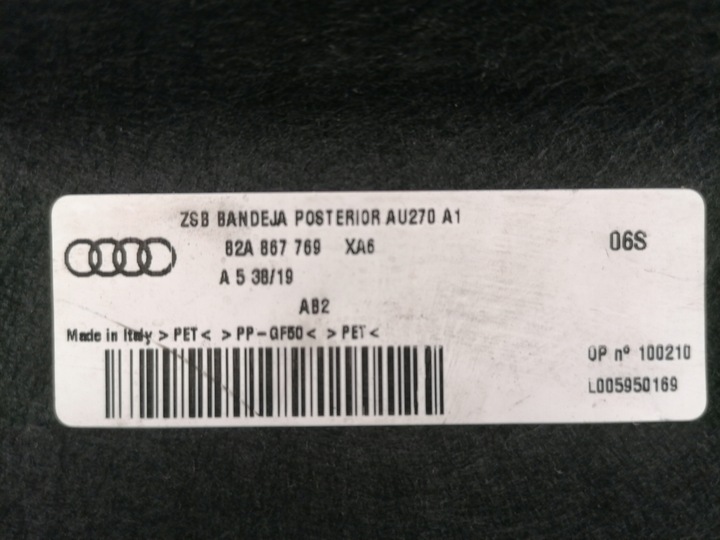 ZSB BANDEJA POSTERIOR AU270 A1
82A 867 769 XA6
06S
A 5 38/19
AB2
Made in Italy >PET< >PP-GF50< >PET<
OP nº 100210
L005950169